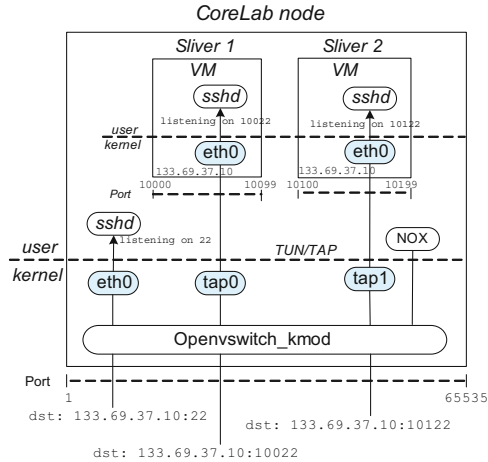 CoreLab node
Sliver 1
Sliver 2
VM
VM
sshd
sshd
listening on 10022
listening on 10122
user
kernel
eth0
eth0
133.69.37.10
133.69.37.10
10000
10099
10100
10199
Port
sshd
listening on 22
NOX
user
TUN/TAP
kernel
eth0
tap0
tap1
Openvswitch_kmod
Port
1
65535
dst: 133.69.37.10:22
dst: 133.69.37.10:10122
dst: 133.69.37.10:10022